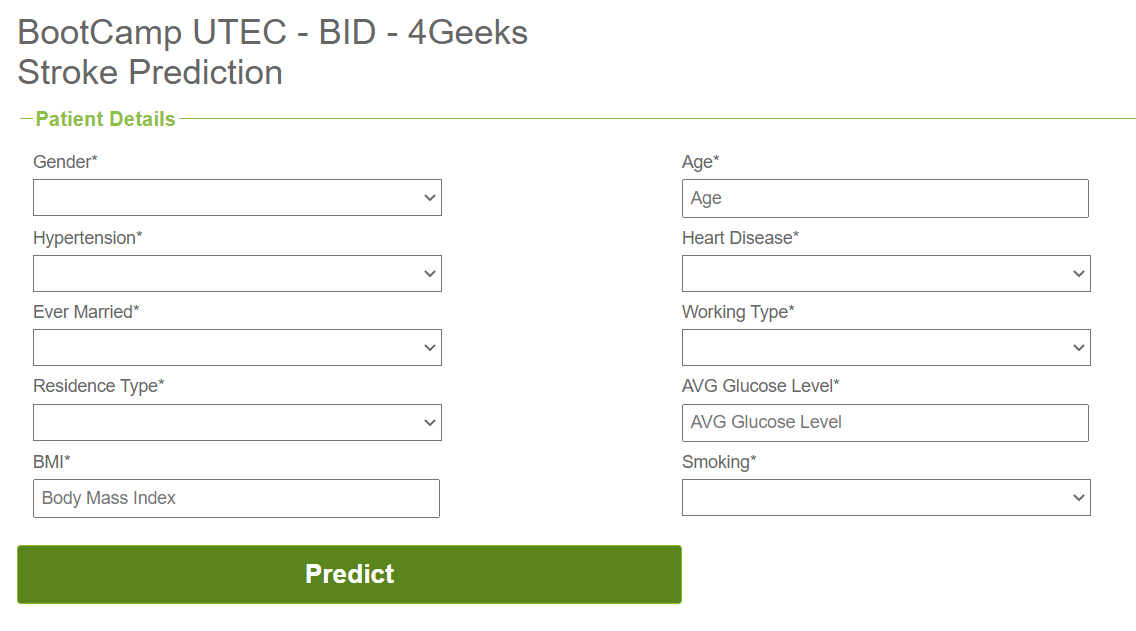 BootCamp UTEC - BID - 4Geeks
Stroke Prediction
Patient Details
Gender*
Age*
Age
Hypertension*
Heart Disease*
Ever Married*
Working Type*
Residence Type*
AVG Glucose Level*
AVG Glucose Level
BMI*
Smoking*
Body Mass Index
Predict